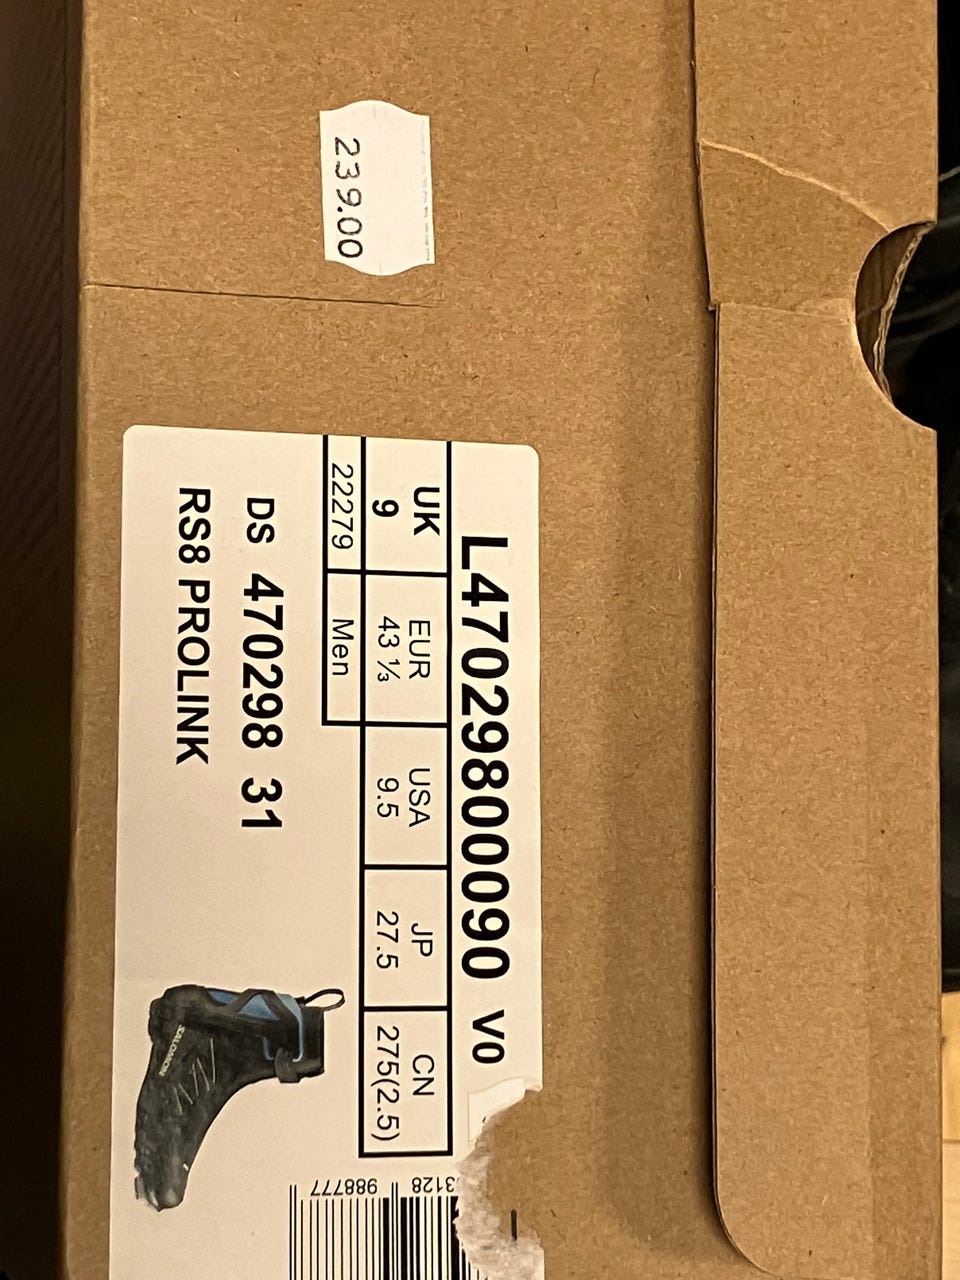 239.00
L47029800090 V0
UK EUR USA JP CN
9 43 ⅓ 9.5 27.5 275(2.5)
22279 Men
DS 470298 31
RS8 PROLINK
SALOMON
3128
988777